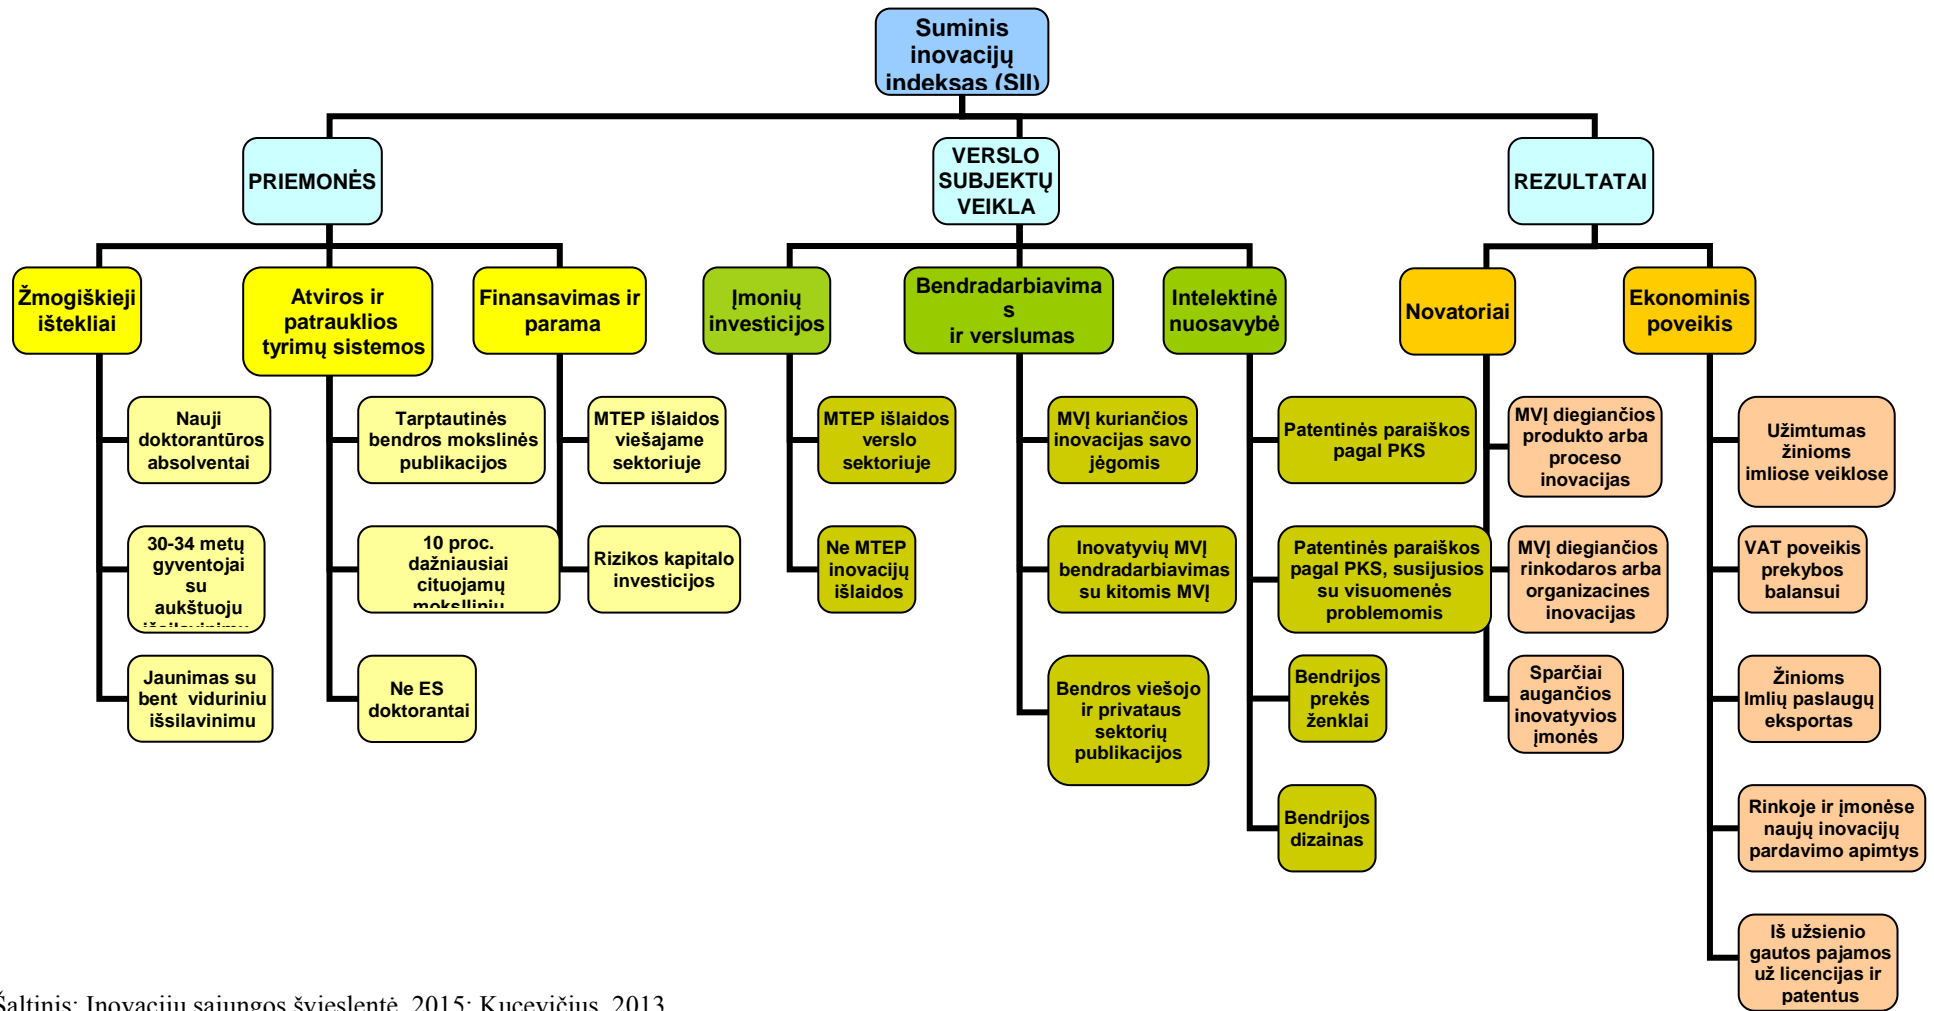 Suminis
inovacijų
indeksas (SII)
PRIEMONĖS
VERSLO
SUBJEKTŲ
VEIKLA
REZULTATAI
Žmogiškieji
ištekliai
Atviros ir
patrauklios
tyrimų sistemos
Finansavimas ir
parama
Įmonių
investicijos
Bendradarbiavima
s
ir verslumas
Intelektinė
nuosavybė
Novatoriai
Ekonominis
poveikis
Nauji
doktorantūros
absolventai
30-34 metų
gyventojai
su
aukštuoju
išsilavinimu
Jaunimas su
bent viduriniu
išsilavinimu
Tarptautinės
bendros mokslinės
publikacijos
10 proc.
dažniausiai
cituojamų
moksllinių
Ne ES
doktorantai
MTEP išlaidos
viešajame
sektoriuje
Rizikos kapitalo
investicijos
MTEP išlaidos
verslo
sektoriuje
Ne MTEP
inovacijų
išlaidos
MVĮ kuriančios
inovacijas savo
jėgomis
Inovatyvių MVĮ
bendradarbiavimas
su kitomis MVĮ
Bendros viešojo
ir privataus
sektorių
publikacijos
Patentinės paraiškos
pagal PKS
Patentinės paraiškos
pagal PKS, susijusios
su visuomenės
problemomis
Bendrijos
prekės
ženklai
Bendrijos
dizainas
MVĮ diegiančios
produkto arba
proceso
inovacijas
MVĮ diegiančios
rinkodaros arba
organizacines
inovacijas
Sparčiai
augančios
inovatyvios
įmonės
Užimtumas
žinioms
imliose veiklose
VAT poveikis
prekybos
balansui
Žinioms
Imlių paslaugų
eksportas
Rinkoje ir įmonėse
naujų inovacijų
pardavimo apimtys
Iš užsienio
gautos pajamos
už licencijas ir
patentus
Šaltinis: Inovacijų sąjungos švieslentė, 2015; Kucevičius, 2013